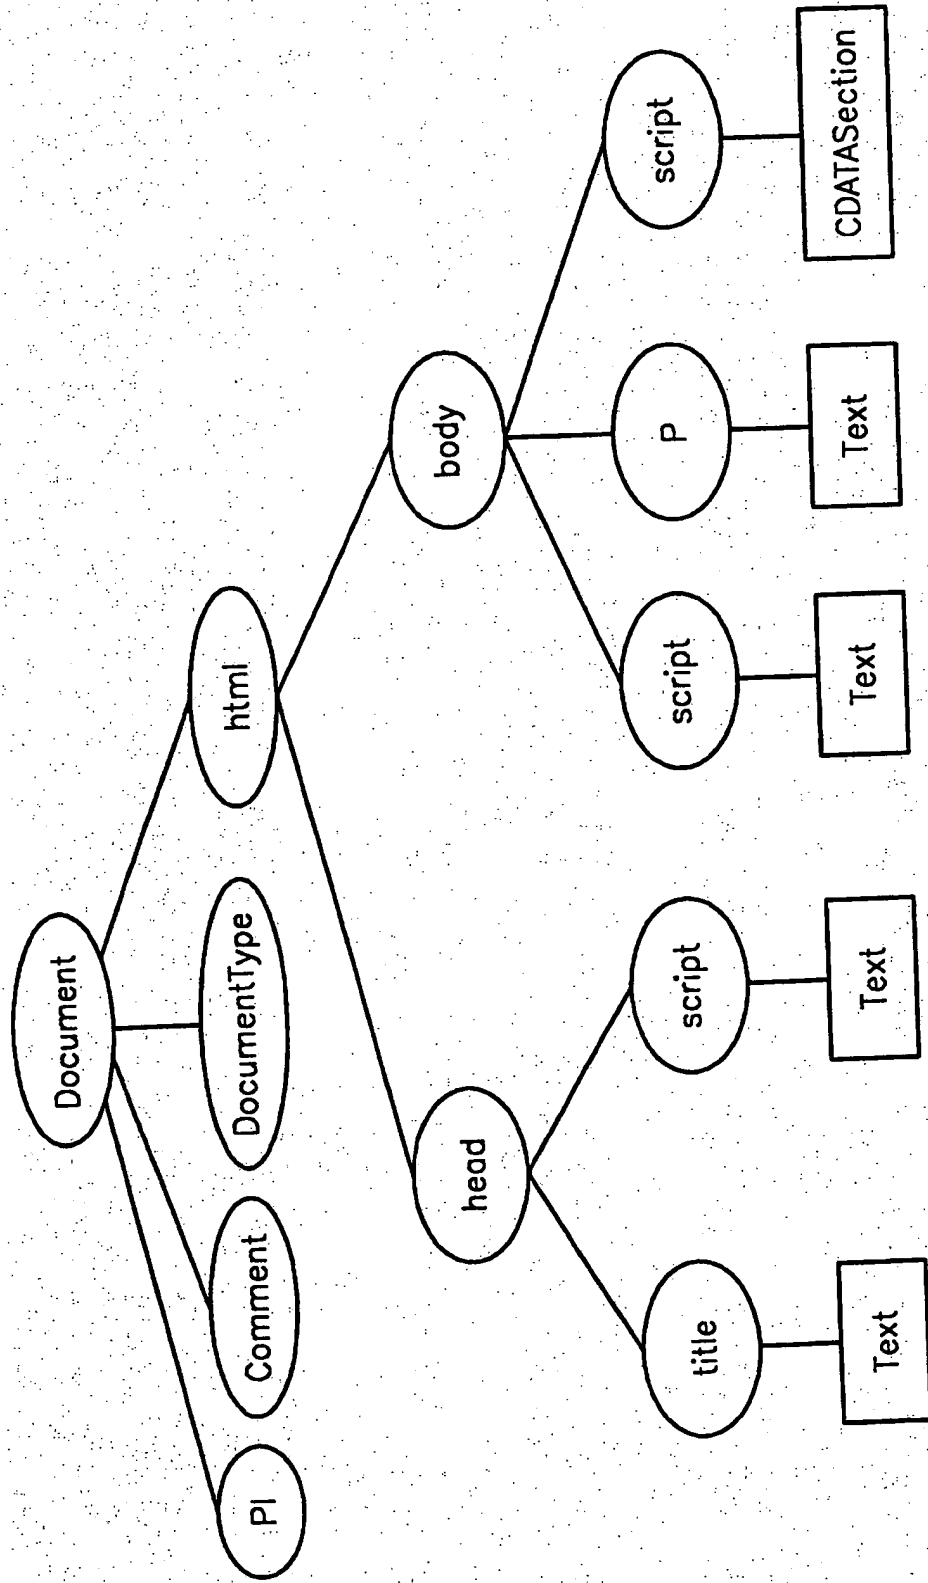 Document
PI
Comment
DocumentType
html
head
body
title
script
script
P
script
Text
Text
Text
Text
CDATASection